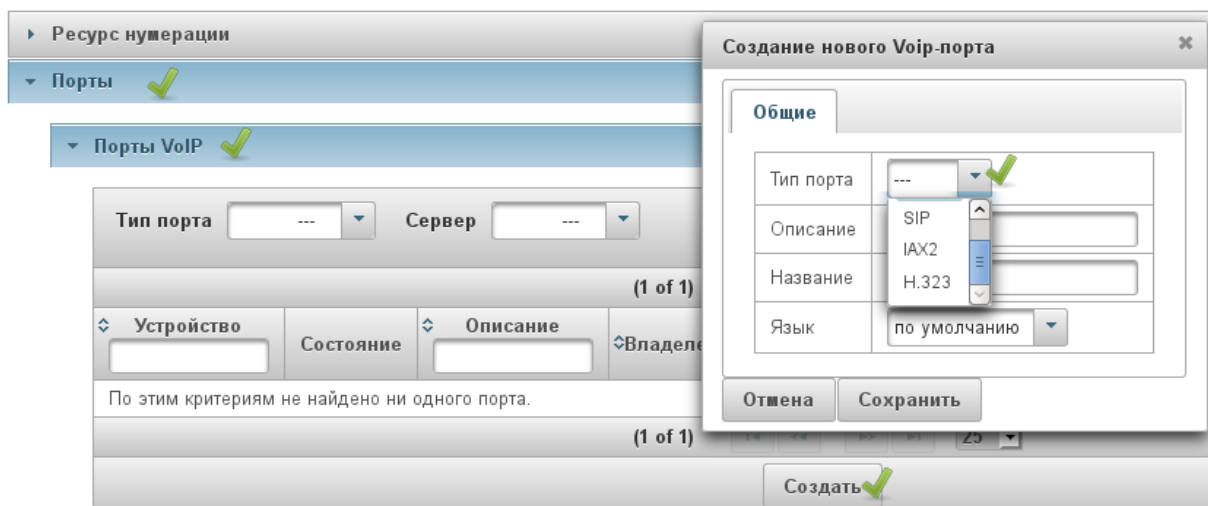 Ресурс нумерации
Порты
Порты VoIP
Тип порта --- Сервер ---
(1 of 1)
Устройство Состояние Описание Владеле
По этим критериям не найдено ни одного порта.
(1 of 1) 25
Создать
Создание нового Voip-порта
Общие
Тип порта ---
SIP
IAX2
H.323
Описание
Название
Язык по умолчанию
Отмена Сохранить